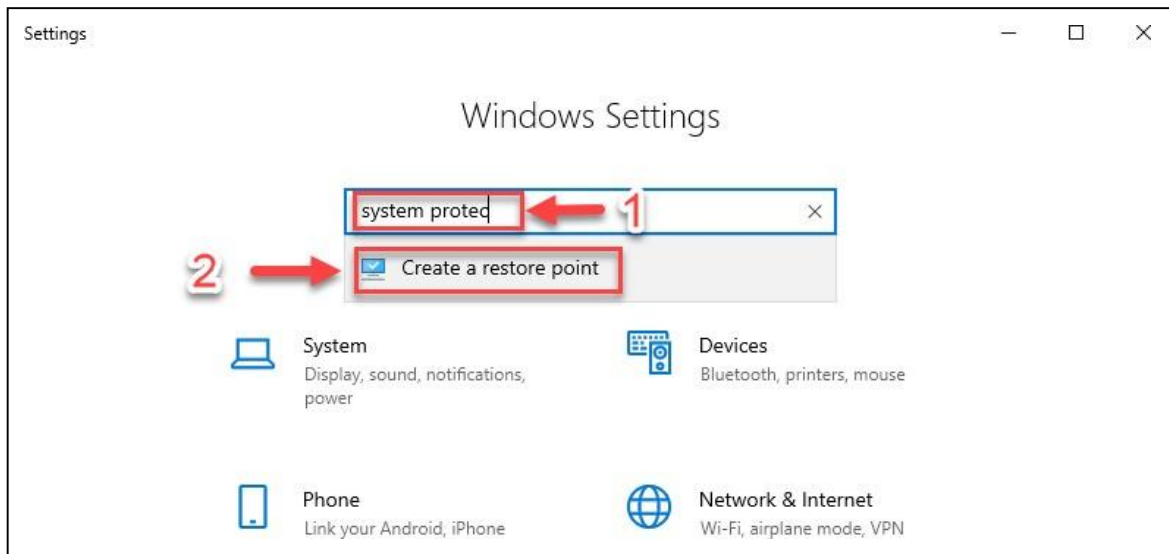 Settings
Windows Settings
system protec
1
2
Create a restore point
System
Display, sound, notifications,
power
Devices
Bluetooth, printers, mouse
Phone
Link your Android, iPhone
Network & Internet
Wi-Fi, airplane mode, VPN